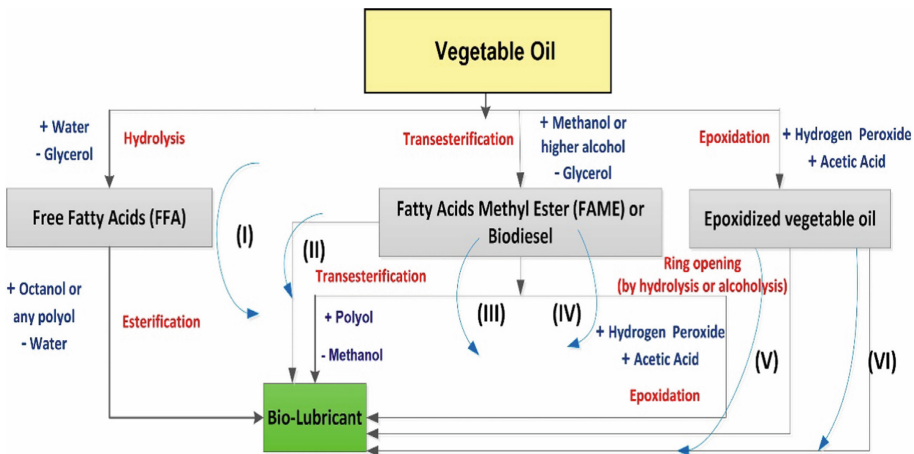 Vegetable Oil
+ Water
- Glycerol
Hydrolysis
Transesterification
+ Methanol or
higher alcohol
- Glycerol
Epoxidation
+ Hydrogen Peroxide
+ Acetic Acid
Free Fatty Acids (FFA)
Fatty Acids Methyl Ester (FAME) or
Biodiesel
Epoxidized vegetable oil
(I)
(II)
+ Octanol or
any polyol
- Water
Esterification
Transesterification
+ Polyol
- Methanol
(III)
(IV)
Ring opening
(by hydrolysis or alcoholysis)
+ Hydrogen Peroxide
+ Acetic Acid
Epoxidation
(V)
(VI)
Bio-Lubricant